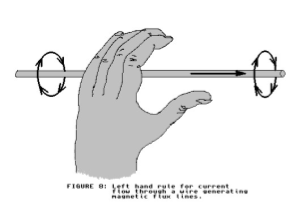 FIGURE 8: Left hand rule for current
flow through a wire generating
magnetic flux lines.